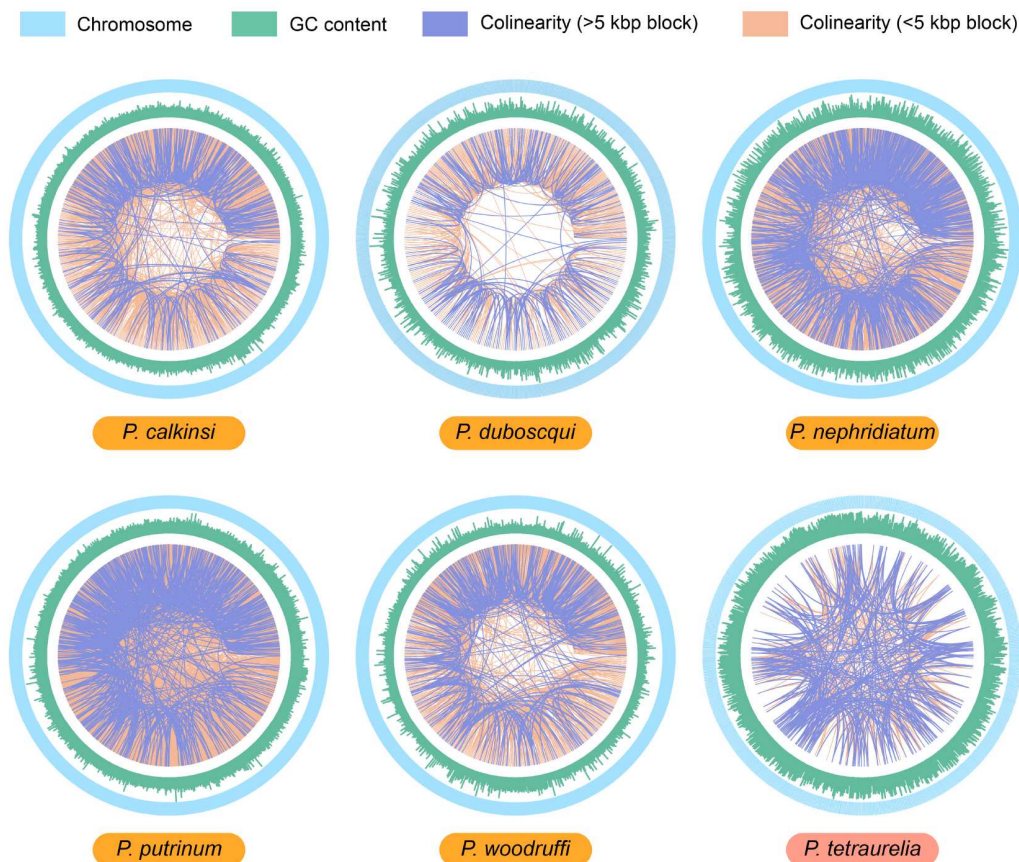 Chromosome GC content Colinearity (>5 kbp block) Colinearity (<5 kbp block)
P. calkinsi P. duboscqui P. nephridiatum
P. putrinum P. woodruffi P. tetraurelia